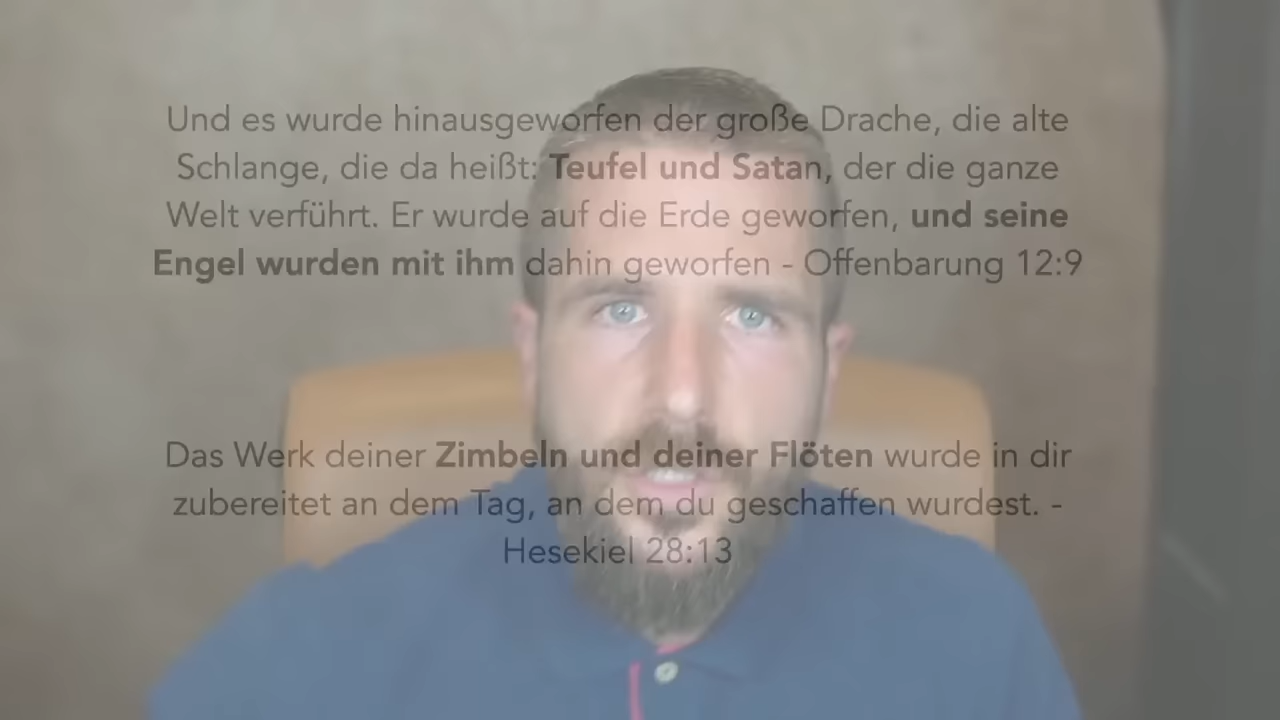 Und es wurde hinausgeworfen der große Drache, die alte
Schlange, die da heißt: Teufel und Satan, der die ganze
Welt verführt. Er wurde auf die Erde geworfen, und seine
Engel wurden mit ihm dahin geworfen - Offenbarung 12:9
Das Werk deiner Zimbeln und deiner Flöten wurde in dir
zubereitet an dem Tag, an dem du geschaffen wurdest. -
Hesekiel 28:13